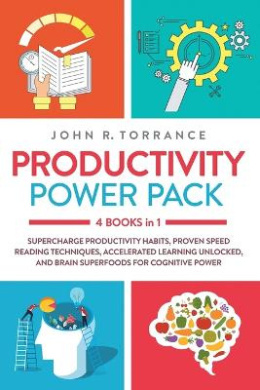 JOHN R. TORRANCE
PRODUCTIVITY
POWER PACK
4 BOOKS in 1
SUPERCHARGE PRODUCTIVITY HABITS, PROVEN SPEED
READING TECHNIQUES, ACCELERATED LEARNING UNLOCKED,
AND BRAIN SUPERFOODS FOR COGNITIVE POWER